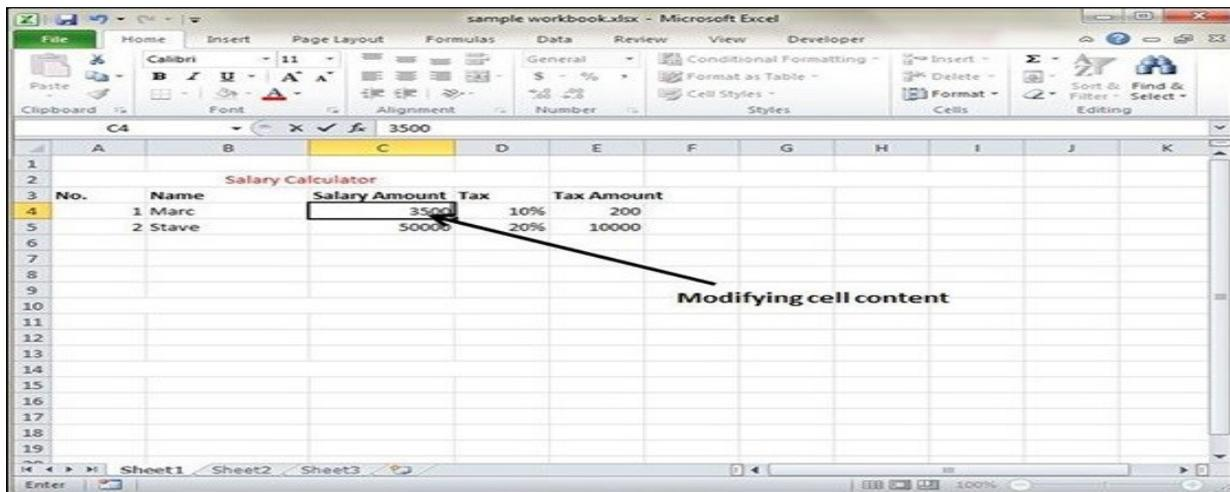 sample workbook.xlsx - Microsoft Excel
File Home Insert Page Layout Formulas Data Review View Developer
Calibri 11 General Conditional Formatting Insert Σ
Paste B I U A A $ % , Format as Table Delete Sort & Find &
A Cell Styles Format Filter Select
Clipboard Font Alignment Number Styles Cells Editing
C4 fx 3500
A B C D E F G H I J K
1
2 Salary Calculator
3 No. Name Salary Amount Tax Tax Amount
4 1 Marc 3500 10% 200
5 2 Stave 50000 20% 10000
6
7
8
9
Modifying cell content
10
11
12
13
14
15
16
17
18
19
Sheet1 Sheet2 Sheet3
Enter 100%